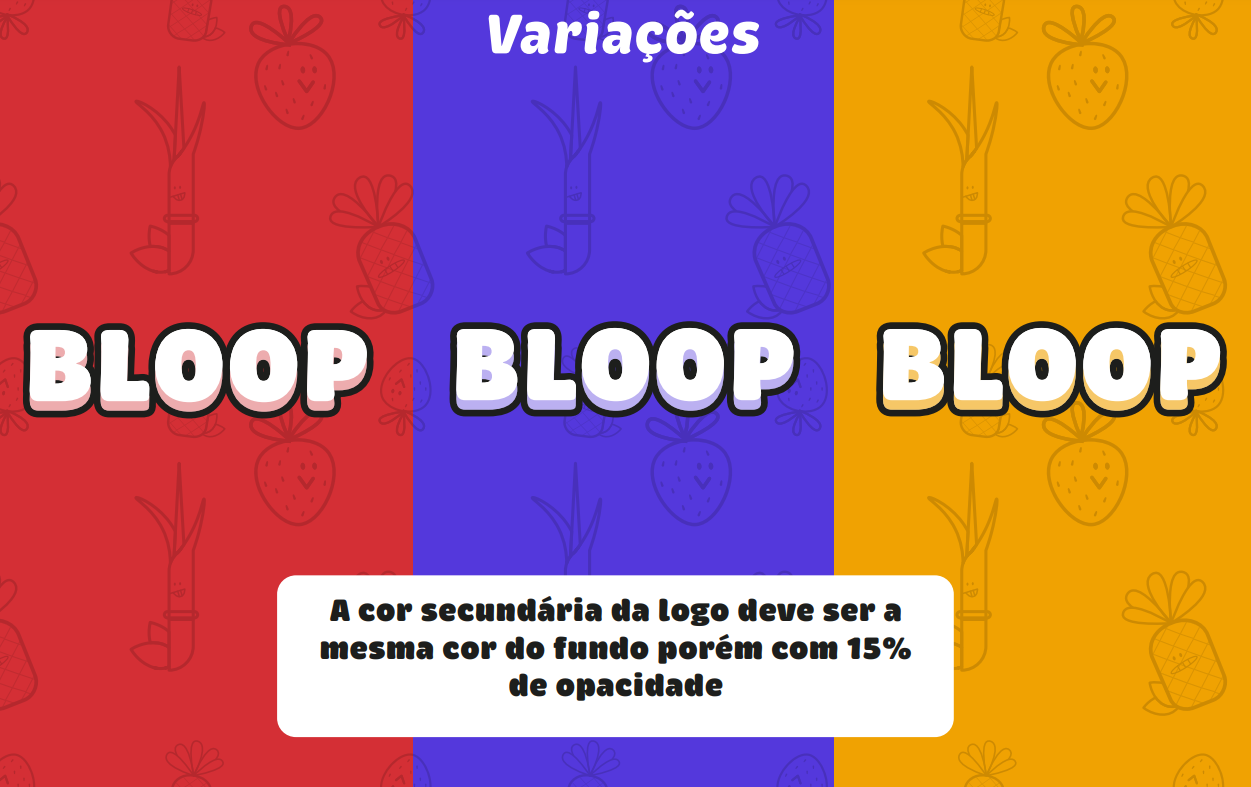 Variações
BLOOP
BLOOP
BLOOP
A cor secundária da logo deve ser a
mesma cor do fundo porém com 15%
de opacidade